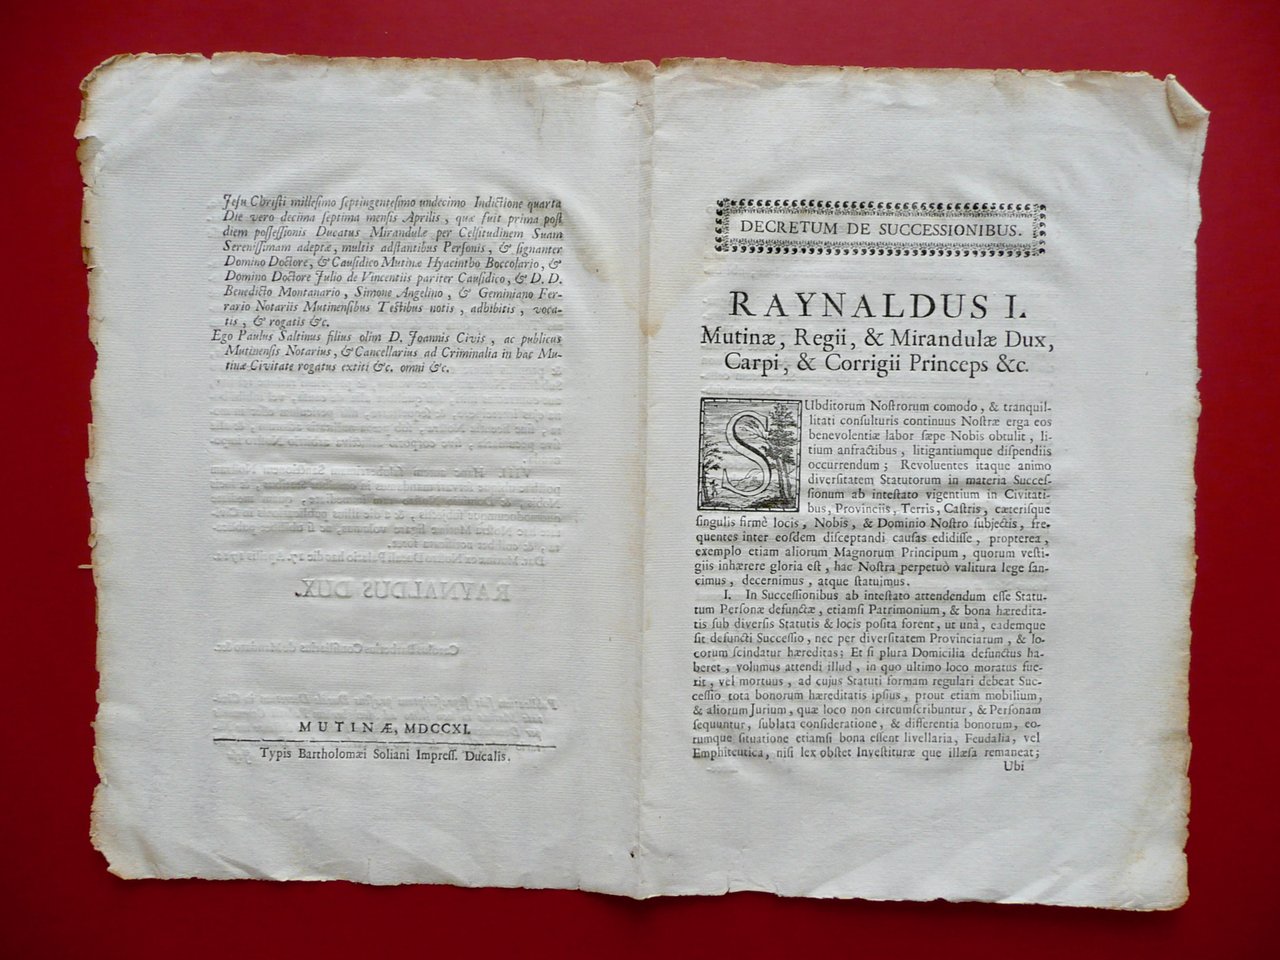 Jeſu Chriſti milleſimo ſeptingenteſimo undecimo Indictione quarta
Die vero decima ſeptima menſis Aprilis, quæ fuit prima poſt
diem poſſeſſionis Ducatus Mirandulæ per Celſitudinem Suam
Sereniſſimam adeptæ, multis adſtantibus Perſonis, & ſignanter
Domino Doctore, & Cauſidico Mutinæ Hyacintho Boccolario, &
Domino Doctore Julio de Vincentiis pariter Cauſidico, & D. D.
Benedicto Montanario, Simone Angelino, & Geminiano Fer-
rario Notariis Mutinenſibus Teſtibus notis, adhibitis, voca-
tis, & rogatis &c.
Ego Paulus Saltinus filius olim D. Joannis Civis, ac publicus
Mutinenſis Notarius, & Cancellarius ad Criminalia in hac Mu-
tinæ Civitate rogatus extiti &c. omni &c.
MUTINÆ, MDCCXI.
Typis Bartholomæi Soliani Impreſſ. Ducalis.
DECRETUM DE SUCCESSIONIBUS.
RAYNALDUS I.
Mutinæ, Regii, & Mirandulæ Dux,
Carpi, & Corrigii Princeps &c.
SUbditorum Noſtrorum comodo, & tranquil-
litati conſulturis continuus Noſtræ erga eos
benevolentiæ labor ſæpe Nobis obtulit, li-
tium anfractibus, litigantiumque diſpendiis
occurrendum; Revoluentes itaque animo
diverſitatem Statutorum in materia Succeſ-
ſionum ab inteſtato vigentium in Civitati-
bus, Provinciis, Terris, Caſtris, cæteriſque
ſingulis firmè locis, Nobis, & Dominio Noſtro ſubjectis, fre-
quentes inter eoſdem diſceptandi cauſas edidiſſe, propterea,
exemplo etiam aliorum Magnorum Principum, quorum veſti-
giis inhærere gloria eſt, hac Noſtra perpetuò valitura lege ſan-
cimus, decernimus, atque ſtatuimus.
I. In Succeſſionibus ab inteſtato attendendum eſſe Statu-
tum Perſonæ defunctæ, etiamſi Patrimonium, & bona hæredita-
tis ſub diverſis Statutis & locis poſita forent, ut unà, eademque
ſit defuncti Succeſſio, nec per diverſitatem Provinciarum, & lo-
corum ſcindatur hæreditas; Et ſi plura Domicilia defunctus ha-
beret, volumus attendi illud, in quo ultimo loco moratus fue-
rit, vel mortuus, ad cujus Statuti formam regulari debeat Suc-
ceſſio tota bonorum hæreditatis ipſius, prout etiam mobilium,
& aliorum Jurium, quæ loco non circumſcribuntur, & Perſonam
ſequuntur, ſublata conſideratione, & differentia bonorum, eo-
rumque ſituatione etiamſi bona eſſent livellaria, Feudalia, vel
Emphiteutica, niſi lex obſtet Inveſtituræ que illæſa remaneat;
Ubi